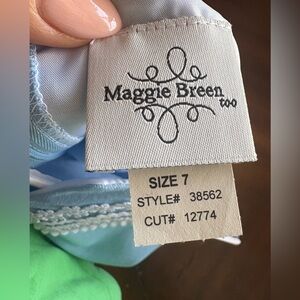 Maggie Breen
too
SIZE 7
STYLE# 38562
CUT# 12774